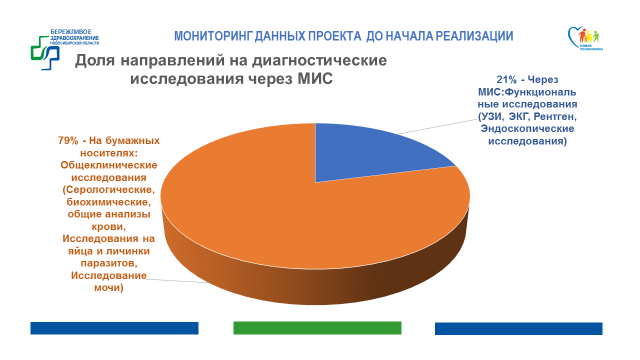 БЕРЕЖЛИВОЕ
ЗДРАВООХРАНЕНИЕ
НОВОСИБИРСКОЙ ОБЛАСТИ
МОНИТОРИНГ ДАННЫХ ПРОЕКТА ДО НАЧАЛА РЕАЛИЗАЦИИ
НОВАЯ
ПОЛИКЛИНИКА
Доля направлений на диагностические
исследования через МИС
21% - Через
МИС:Функциональ
ные исследования
(УЗИ, ЭКГ, Рентген,
Эндоскопические
исследования)
79% - На бумажных
носителях:
Общеклинические
исследования
(Серологические,
биохимические,
общие анализы
крови,
Исследования на
яйца и личинки
паразитов,
Исследование
мочи)